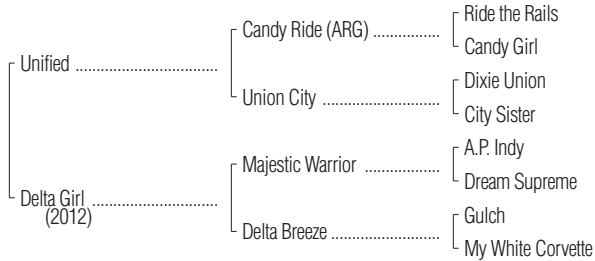 Ride the Rails
Candy Ride (ARG) ................
Candy Girl
Unified ..................................
Dixie Union
Union City ............................
City Sister
A.P. Indy
Majestic Warrior ..................
Dream Supreme
Delta Girl ..............................
(2012)
Gulch
Delta Breeze ..........................
My White Corvette